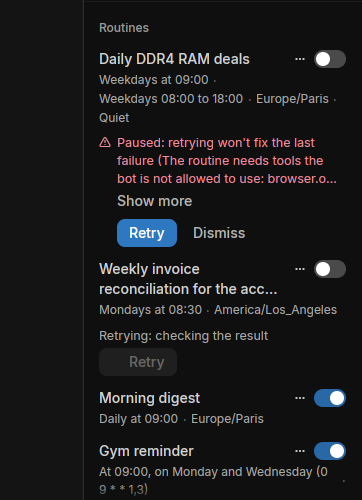 Routines
Daily DDR4 RAM deals ···
Weekdays at 09:00 ·
Weekdays 08:00 to 18:00 · Europe/Paris ·
Quiet
Paused: retrying won't fix the last
failure (The routine needs tools the
bot is not allowed to use: browser.o...
Show more
Retry Dismiss
Weekly invoice ···
reconciliation for the acc...
Mondays at 08:30 · America/Los_Angeles
Retrying: checking the result
Retry
Morning digest ···
Daily at 09:00 · Europe/Paris
Gym reminder ···
At 09:00, on Monday and Wednesday (0 ·
9 * * 1,3)